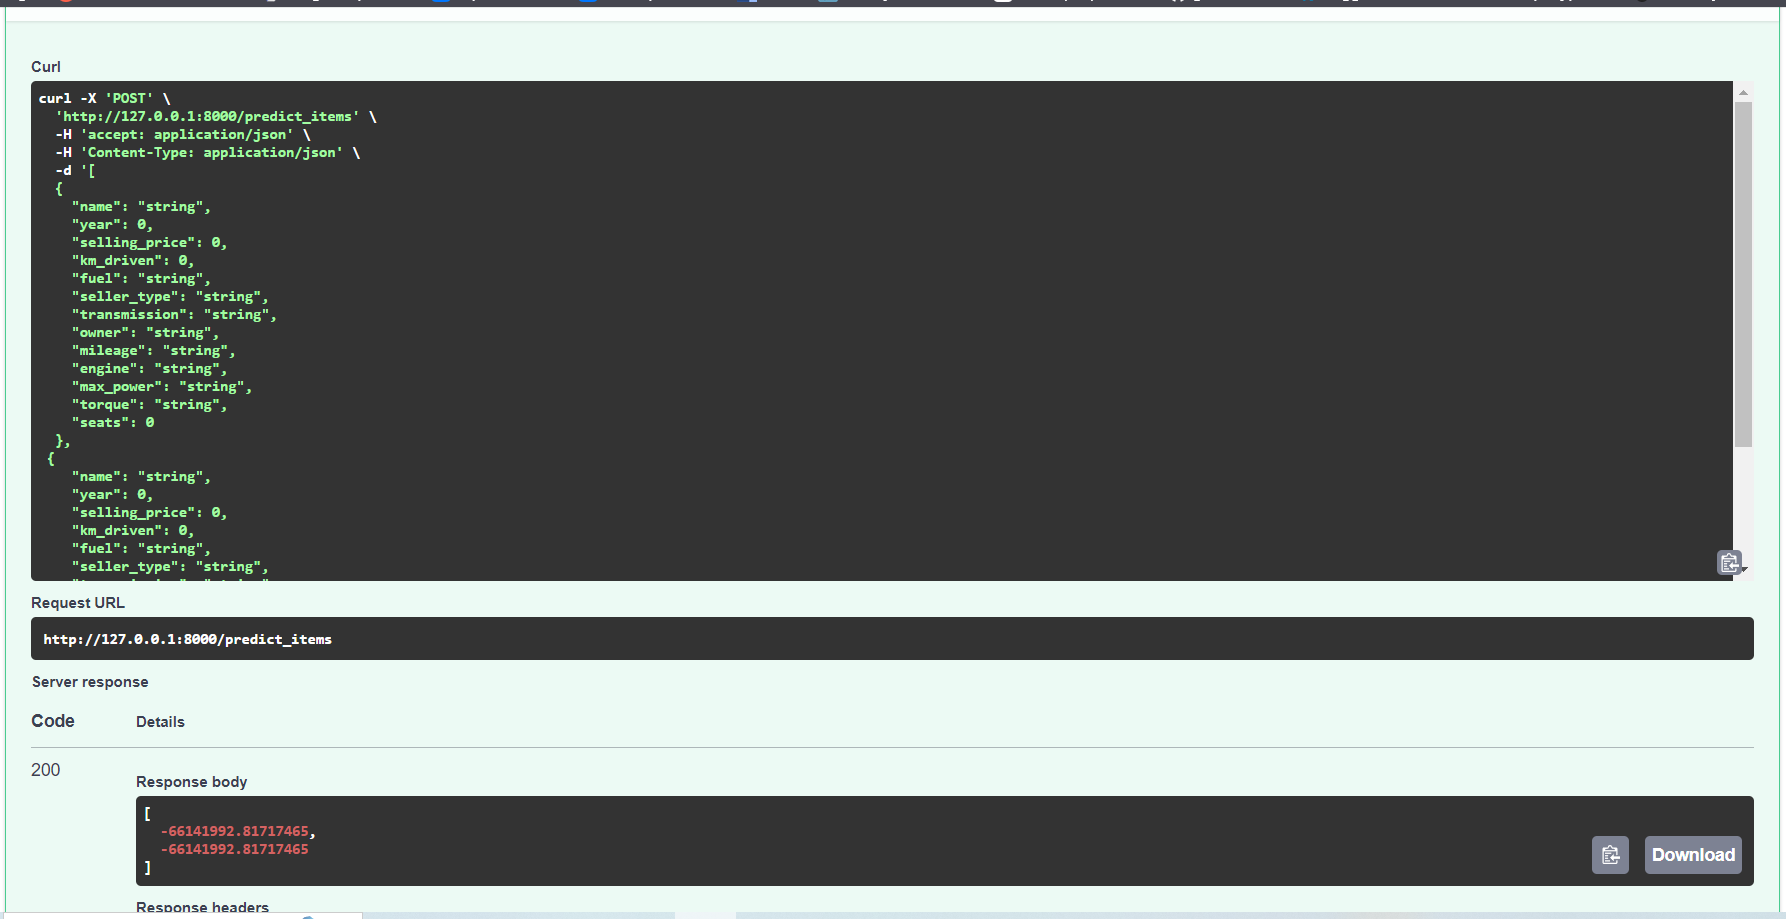 Curl
curl -X 'POST' \
  'http://127.0.0.1:8000/predict_items' \
  -H 'accept: application/json' \
  -H 'Content-Type: application/json' \
  -d '[
  {
    "name": "string",
    "year": 0,
    "selling_price": 0,
    "km_driven": 0,
    "fuel": "string",
    "seller_type": "string",
    "transmission": "string",
    "owner": "string",
    "mileage": "string",
    "engine": "string",
    "max_power": "string",
    "torque": "string",
    "seats": 0
  },
 {
    "name": "string",
    "year": 0,
    "selling_price": 0,
    "km_driven": 0,
    "fuel": "string",
    "seller_type": "string",
Request URL
http://127.0.0.1:8000/predict_items
Server response
Code Details
200
Response body
[
  -66141992.81717465,
  -66141992.81717465
]
Download
Response headers